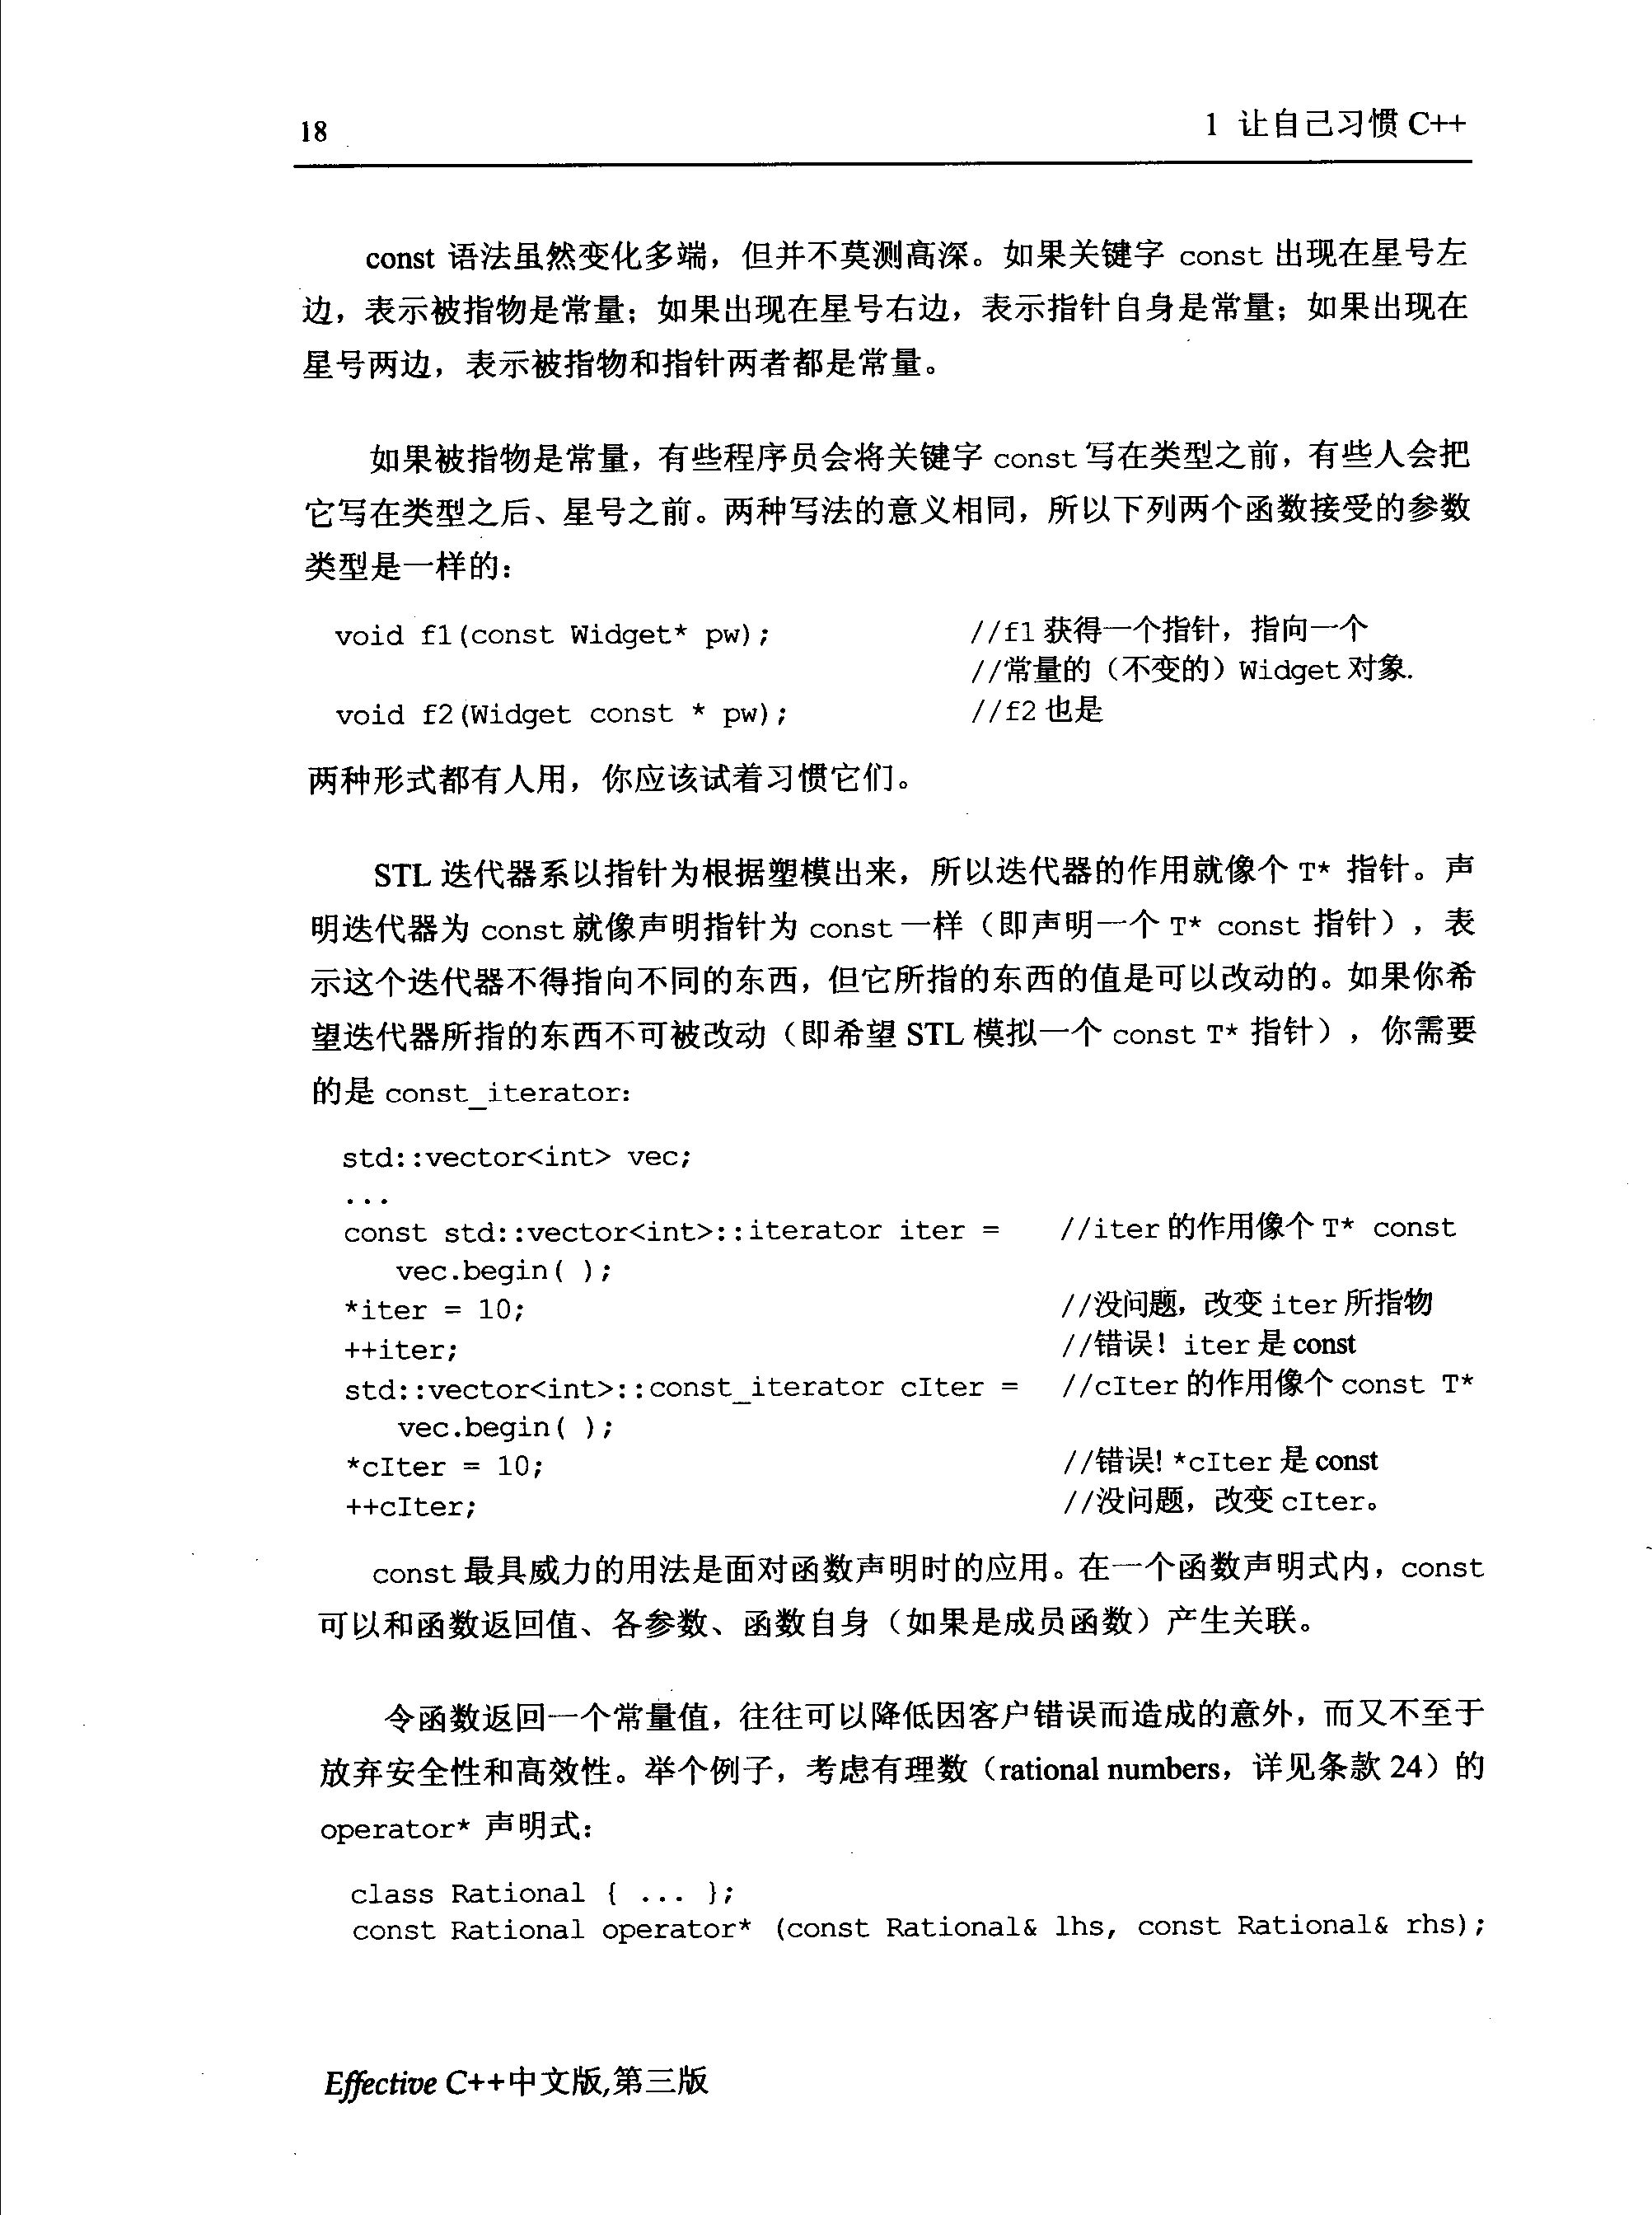 18
1 让自己习惯 C++
const 语法虽然变化多端，但并不莫测高深。如果关键字 const 出现在星号左
边，表示被指物是常量；如果出现在星号右边，表示指针自身是常量；如果出现在
星号两边，表示被指物和指针两者都是常量。
如果被指物是常量，有些程序员会将关键字 const 写在类型之前，有些人会把
它写在类型之后、星号之前。两种写法的意义相同，所以下列两个函数接受的参数
类型是一样的：
void f1(const Widget* pw); //f1 获得一个指针，指向一个
//常量的（不变的）Widget 对象.
void f2(Widget const * pw); //f2 也是
两种形式都有人用，你应该试着习惯它们。
STL 迭代器系以指针为根据塑模出来，所以迭代器的作用就像个 T* 指针。声
明迭代器为 const 就像声明指针为 const 一样（即声明一个 T* const 指针），表
示这个迭代器不得指向不同的东西，但它所指的东西的值是可以改动的。如果你希
望迭代器所指的东西不可被改动（即希望 STL 模拟一个 const T* 指针），你需要
的是 const_iterator：
std::vector<int> vec;
...
const std::vector<int>::iterator iter = //iter 的作用像个 T* const
vec.begin( );
*iter = 10; //没问题，改变 iter 所指物
++iter; //错误！iter 是 const
std::vector<int>::const_iterator cIter = //cIter 的作用像个 const T*
vec.begin( );
*cIter = 10; //错误! *cIter 是 const
++cIter; //没问题，改变 cIter。
const 最具威力的用法是面对函数声明时的应用。在一个函数声明式内，const
可以和函数返回值、各参数、函数自身（如果是成员函数）产生关联。
令函数返回一个常量值，往往可以降低因客户错误而造成的意外，而又不至于
放弃安全性和高效性。举个例子，考虑有理数（rational numbers，详见条款 24）的
operator* 声明式：
class Rational { ... };
const Rational operator* (const Rational& lhs, const Rational& rhs);
Effective C++中文版,第三版